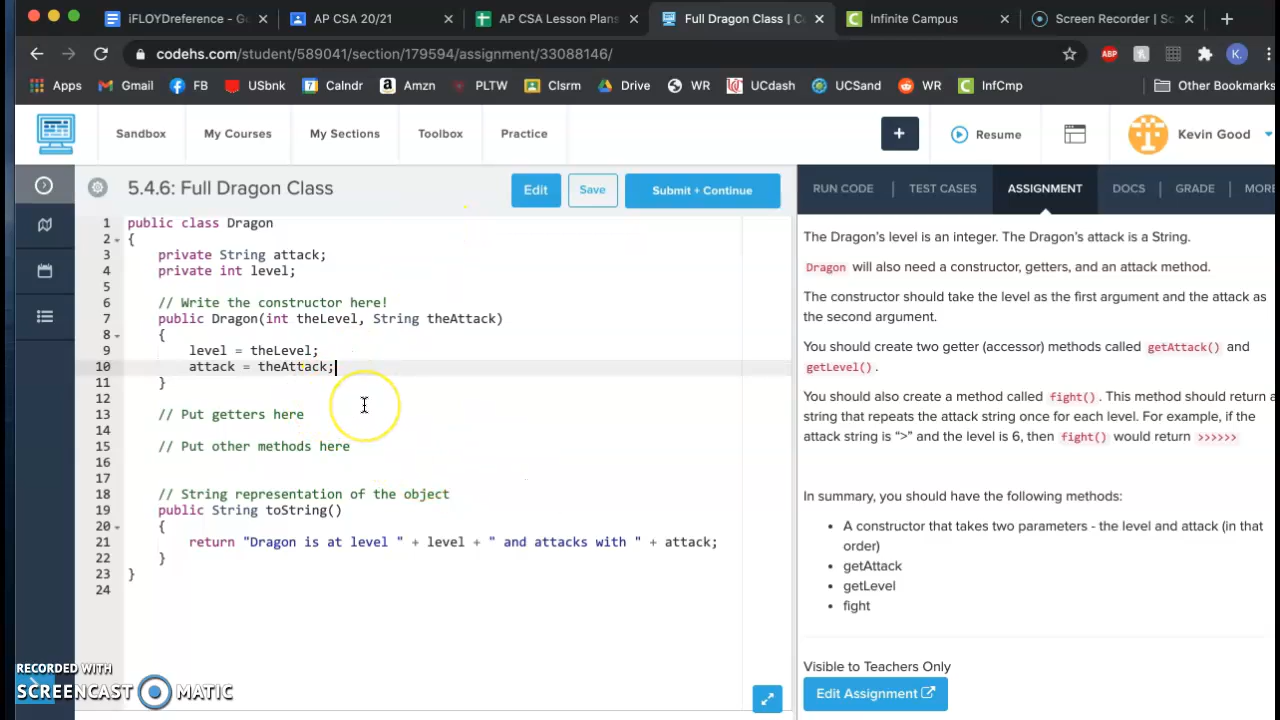 iFLOYDreference - Go
AP CSA 20/21
AP CSA Lesson Plans
Full Dragon Class | C
Infinite Campus
Screen Recorder | Sc
codehs.com/student/589041/section/179594/assignment/33088146/
ABP
K.
Apps
Gmail
FB
USbnk
7 Calndr
Amzn
PLTW
Clsrm
Drive
WR
UCdash
UCSand
WR
InfCmp
Other Bookmarks
Sandbox
My Courses
My Sections
Toolbox
Practice
+
Resume
Kevin Good
5.4.6: Full Dragon Class
Edit
Save
Submit + Continue
RUN CODE
TEST CASES
ASSIGNMENT
DOCS
GRADE
MORE
1 public class Dragon
2 {
3 private String attack;
4 private int level;
5
6 // Write the constructor here!
7 public Dragon(int theLevel, String theAttack)
8 {
9 level = theLevel;
10 attack = theAttack;
11 }
12
13 // Put getters here
14
15 // Put other methods here
16
17
18 // String representation of the object
19 public String toString()
20 {
21 return "Dragon is at level " + level + " and attacks with " + attack;
22 }
23 }
24
The Dragon's level is an integer. The Dragon's attack is a String.
Dragon will also need a constructor, getters, and an attack method.
The constructor should take the level as the first argument and the attack as
the second argument.
You should create two getter (accessor) methods called getAttack() and
getLevel().
You should also create a method called fight(). This method should return a
string that repeats the attack string once for each level. For example, if the
attack string is “>” and the level is 6, then fight() would return >>>>>>
In summary, you should have the following methods:
• A constructor that takes two parameters - the level and attack (in that
order)
• getAttack
• getLevel
• fight
Visible to Teachers Only
Edit Assignment
RECORDED WITH
SCREENCAST MATIC